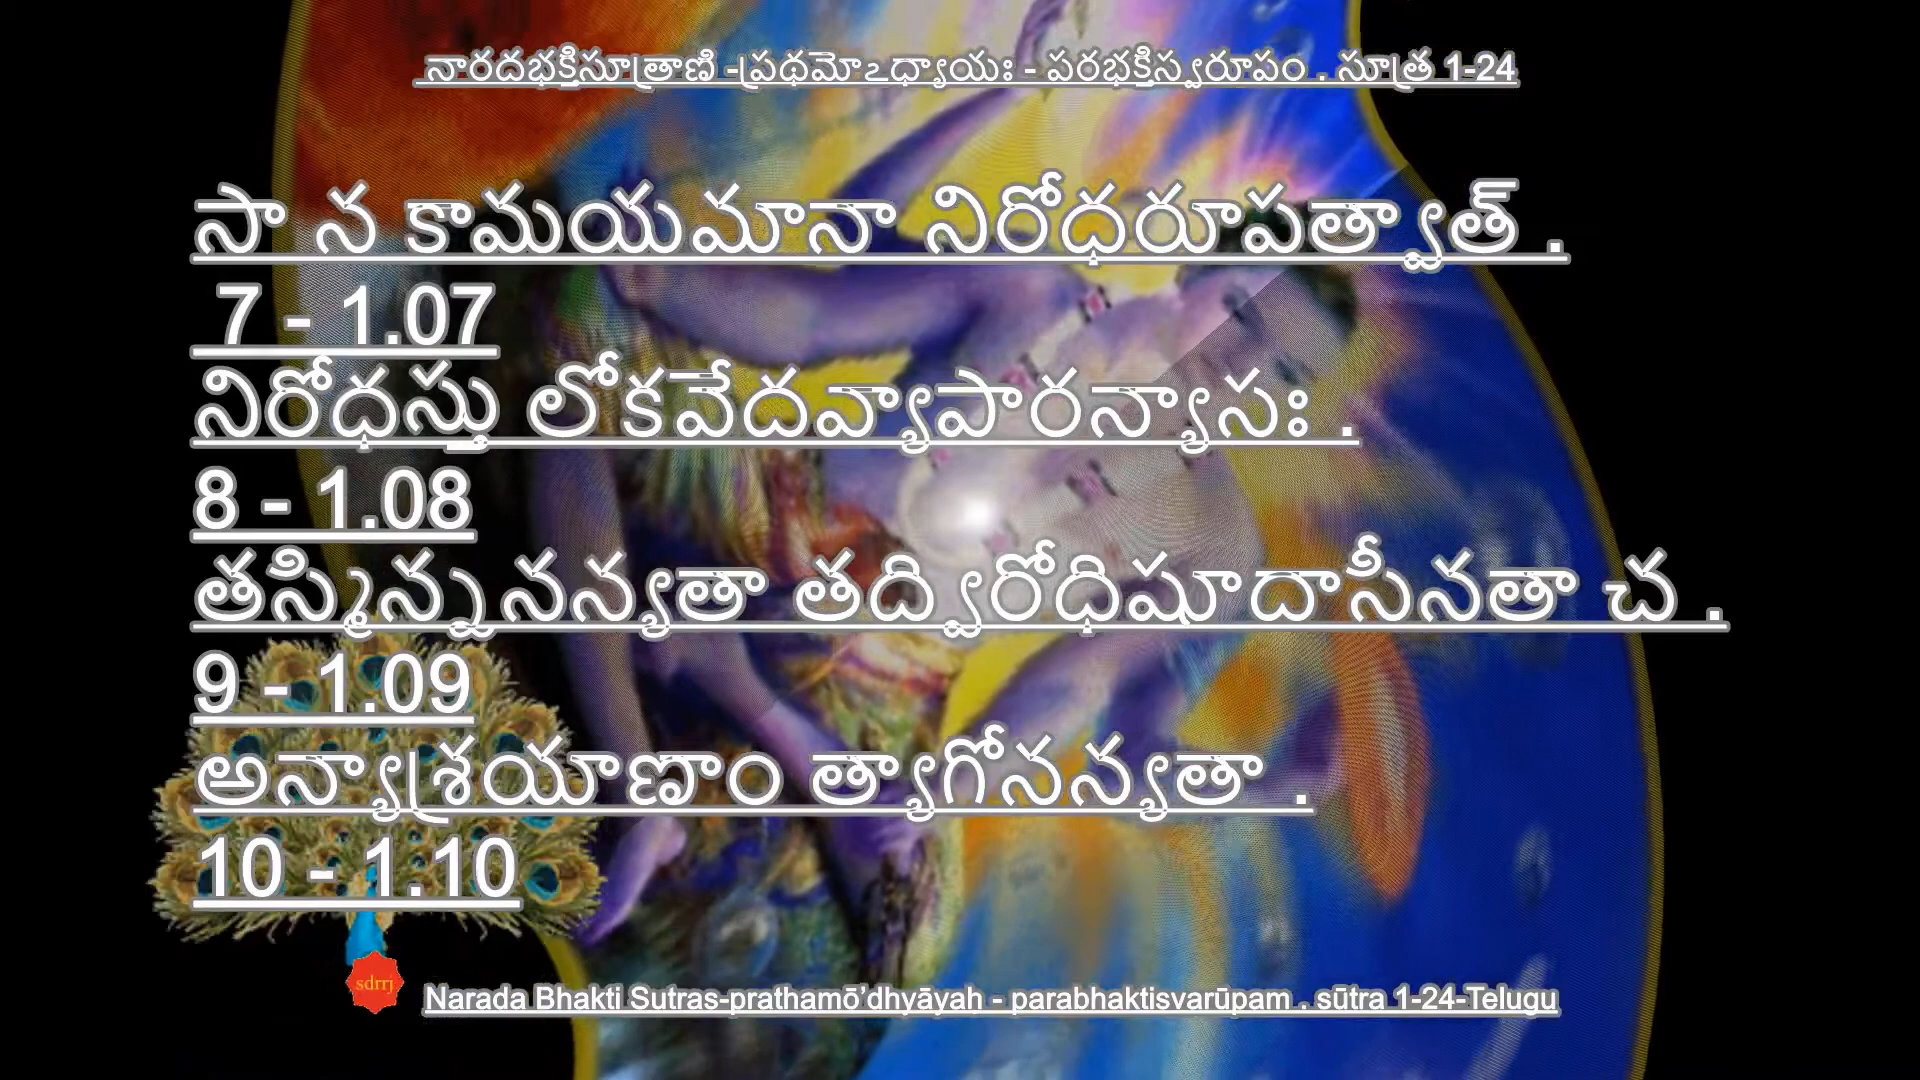 నారదభక్తిసూత్రాణి -ప్రథమోఽధ్యాయః - పరభక్తిస్వరూపం . సూత్ర 1-24
సా న కామయమానా నిరోధరూపత్వాత్ .
7 - 1.07
నిరోధస్తు లోకవేదవ్యాపారన్యాసః .
8 - 1.08
తస్మిన్ననన్యతా తద్విరోధిషూదాసీనతా చ .
9 - 1.09
అన్యాశ్రయాణాం త్యాగోనన్యతా .
10 - 1.10
sdrrj
Narada Bhakti Sutras-prathamō’dhyāyaḥ - parabhaktisvarūpam . sūtra 1-24-Telugu